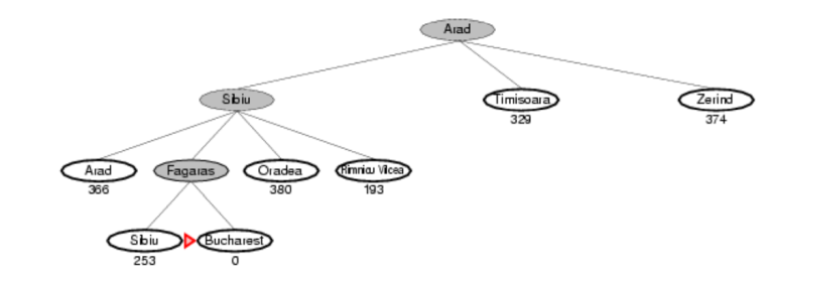 Arad
Sibiu Timisoara Zerind
329 374
Arad Fagaras Oradea Rimnicu Vilcea
366 380 193
Sibiu Bucharest
253 0